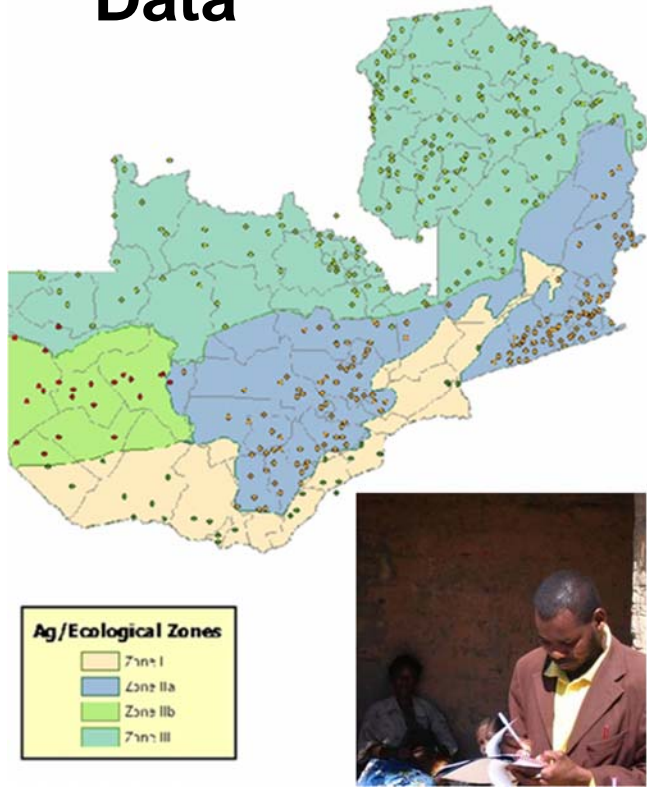 Data
Ag/Ecological Zones
Zone I
Zone IIa
Zone IIb
Zone III